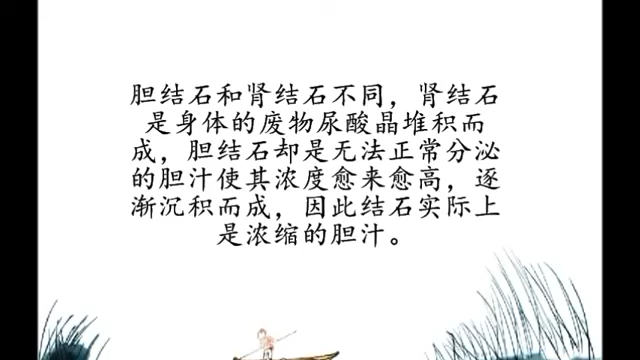 胆结石和肾结石不同，肾结石
是身体的废物尿酸晶堆积而
成，胆结石却是无法正常分泌
的胆汁使其浓度愈来愈高，逐
渐沉积而成，因此结石实际上
是浓缩的胆汁。